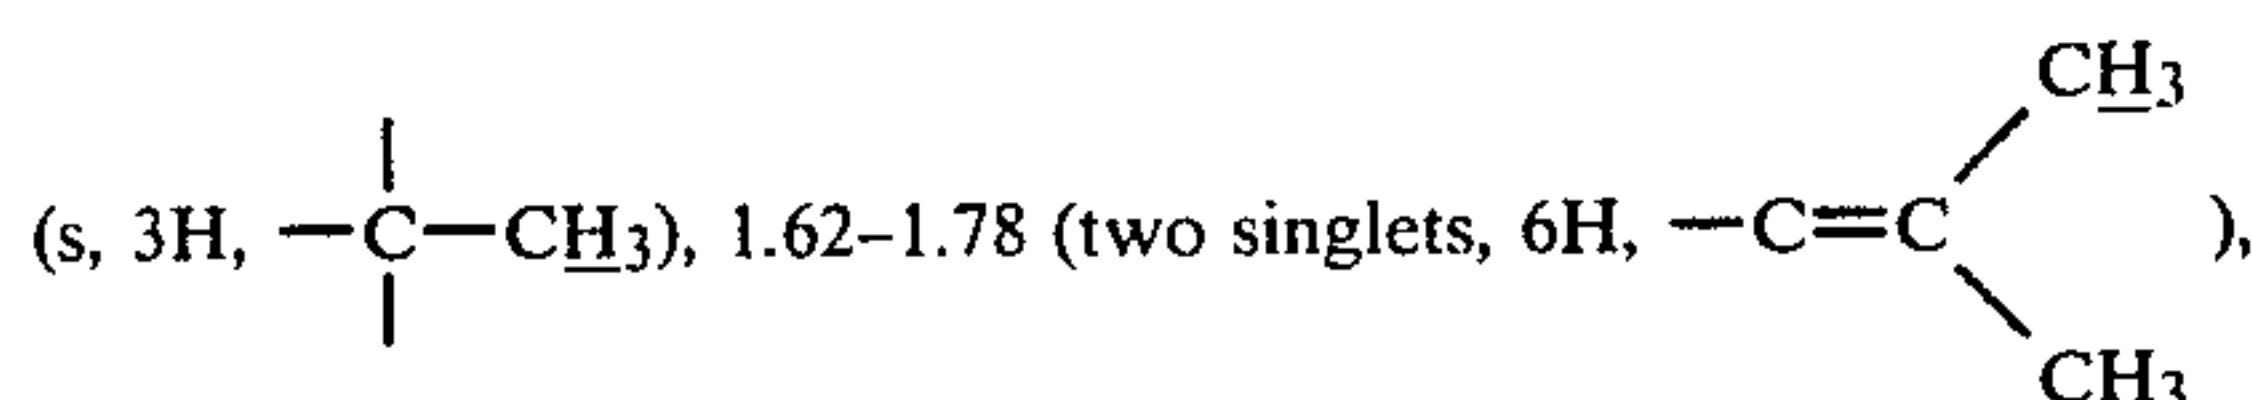 CH3
(s, 3H, —C—CH3), 1.62–1.78 (two singlets, 6H, —C=C ),
CH3